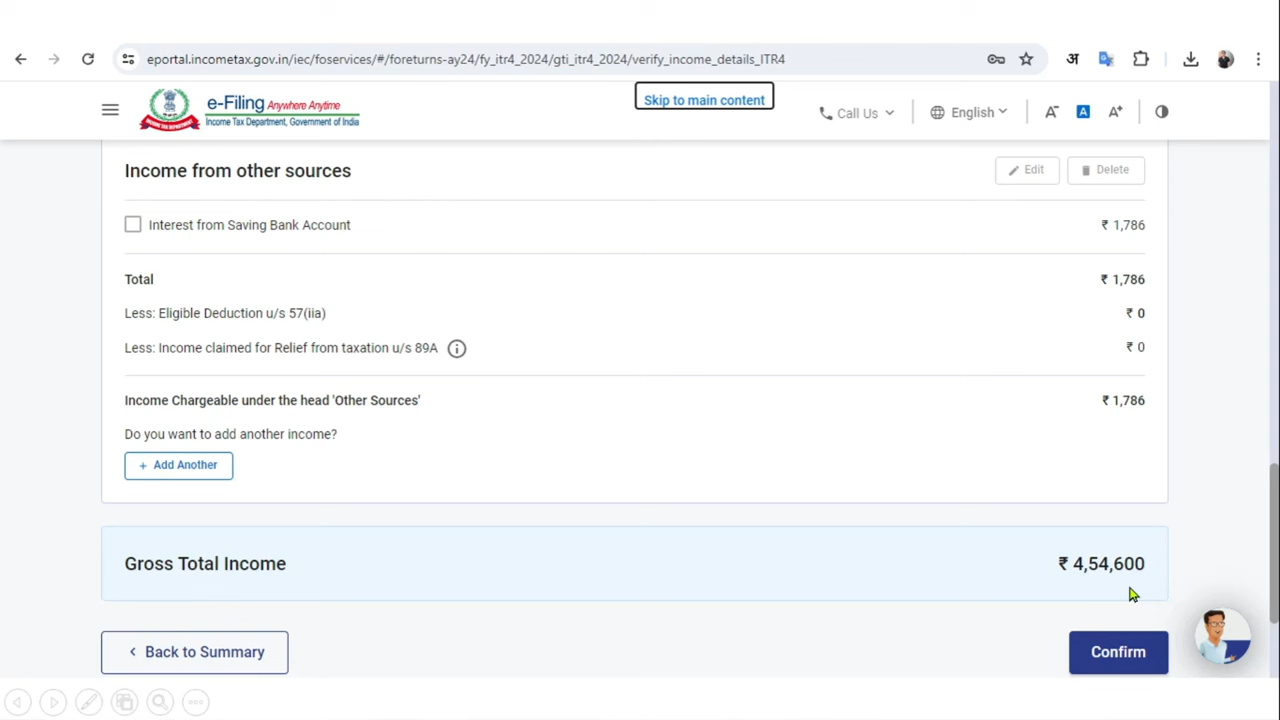 eportal.incometax.gov.in/iec/foservices/#/foreturns-ay24/fy_itr4_2024/gti_itr4_2024/verify_income_details_ITR4
अ
e-Filing Anywhere Anytime
Income Tax Department, Government of India
Skip to main content
Call Us
English
A-
A
A+
Income from other sources
Edit
Delete
Interest from Saving Bank Account ₹ 1,786
Total ₹ 1,786
Less: Eligible Deduction u/s 57(iia) ₹ 0
Less: Income claimed for Relief from taxation u/s 89A ₹ 0
Income Chargeable under the head 'Other Sources' ₹ 1,786
Do you want to add another income?
+ Add Another
Gross Total Income ₹ 4,54,600
< Back to Summary
Confirm